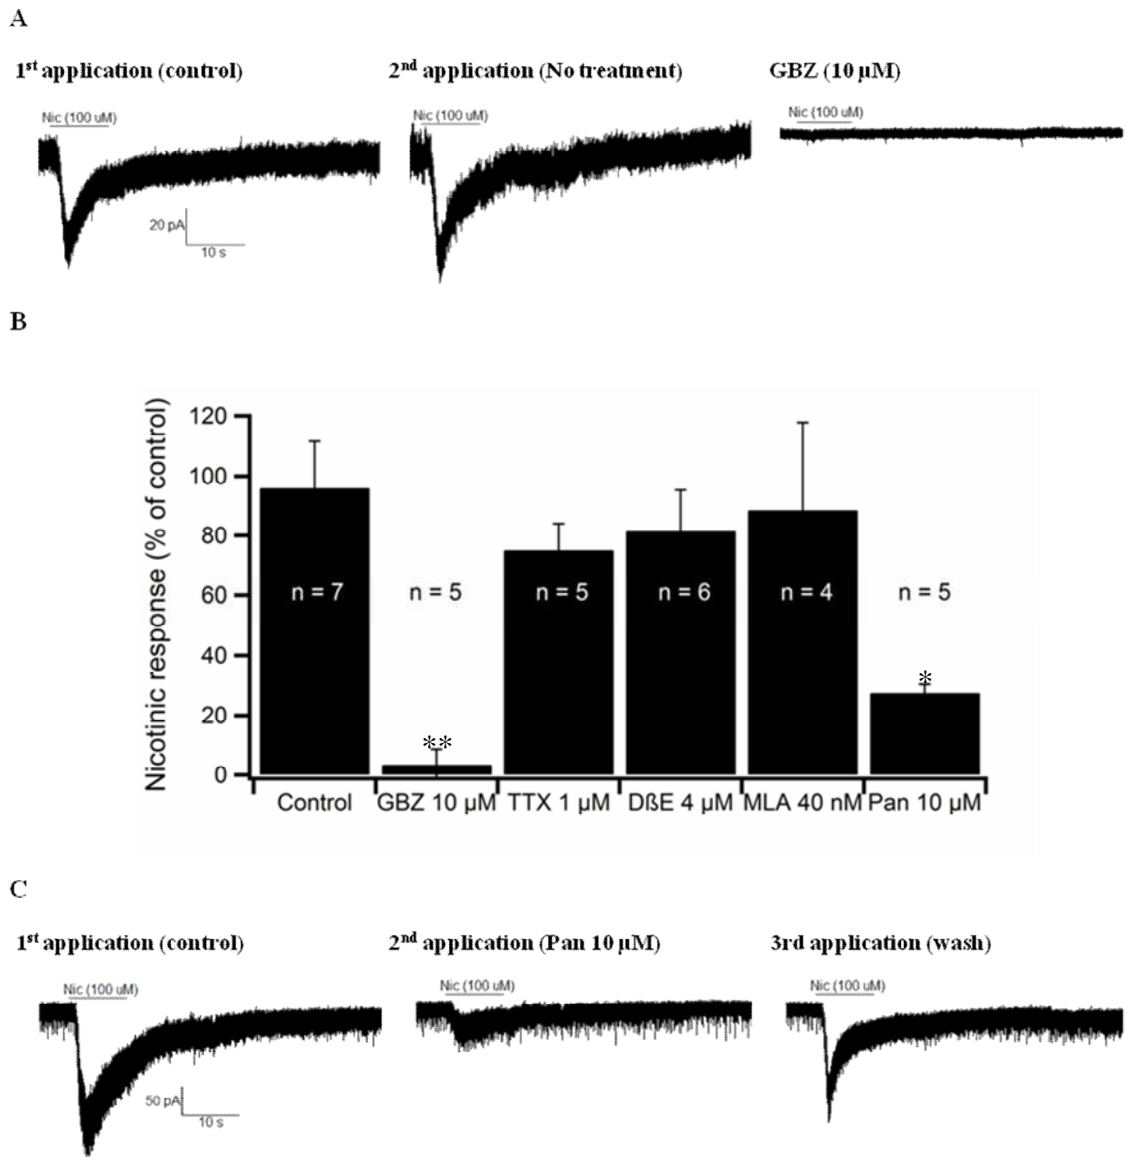 A
1st application (control)
2nd application (No treatment)
GBZ (10 µM)
Nic (100 uM)
Nic (100 uM)
Nic (100 uM)
20 pA
10 s
B
Nicotinic response (% of control)
120
100
80
60
40
20
0
n = 7
n = 5
n = 5
n = 6
n = 4
n = 5
**
*
Control
GBZ 10 µM
TTX 1 µM
DßE 4 µM
MLA 40 nM
Pan 10 µM
C
1st application (control)
2nd application (Pan 10 µM)
3rd application (wash)
Nic (100 uM)
Nic (100 uM)
Nic (100 uM)
50 pA
10 s